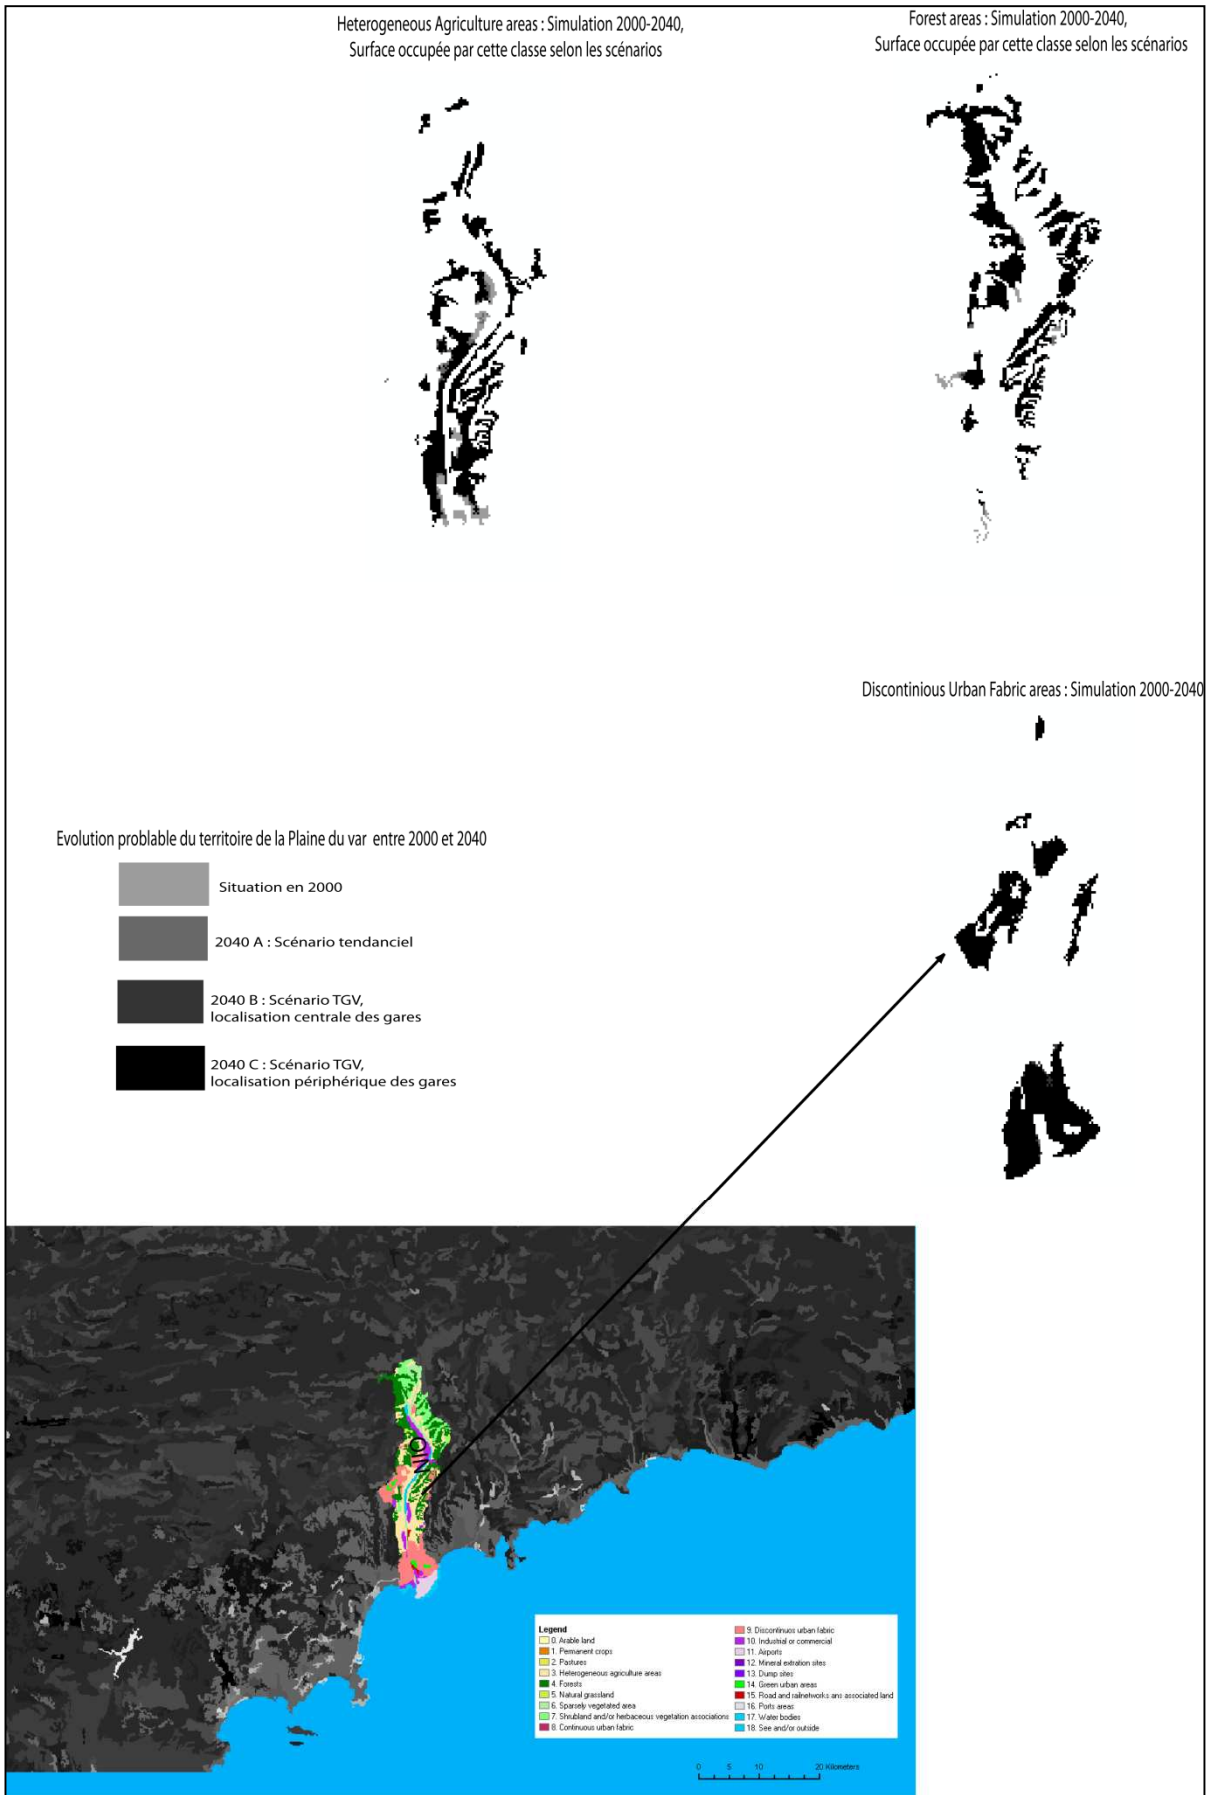 Heterogeneous Agriculture areas : Simulation 2000-2040,
Surface occupée par cette classe selon les scénarios
Forest areas : Simulation 2000-2040,
Surface occupée par cette classe selon les scénarios
Discontinious Urban Fabric areas : Simulation 2000-2040
Evolution problable du territoire de la Plaine du var entre 2000 et 2040
Situation en 2000
2040 A : Scénario tendanciel
2040 B : Scénario TGV,
localisation centrale des gares
2040 C : Scénario TGV,
localisation périphérique des gares
Legend
0. Arable land
1. Permanent crops
2. Pastures
3. Heterogeneous agriculture areas
4. Forests
5. Natural grassland
6. Sparsely vegetated area
7. Shrubland and/or herbaceous vegetation associations
8. Continuous urban fabric
9. Discontinuos urban fabric
10. Industrial or commercial
11. Airports
12. Mineral extration sites
13. Dump sites
14. Green urban areas
15. Road and railnetworks ans associated land
16. Ports areas
17. Water bodies
18. See and/or outside
0 5 10 20 Kilometers